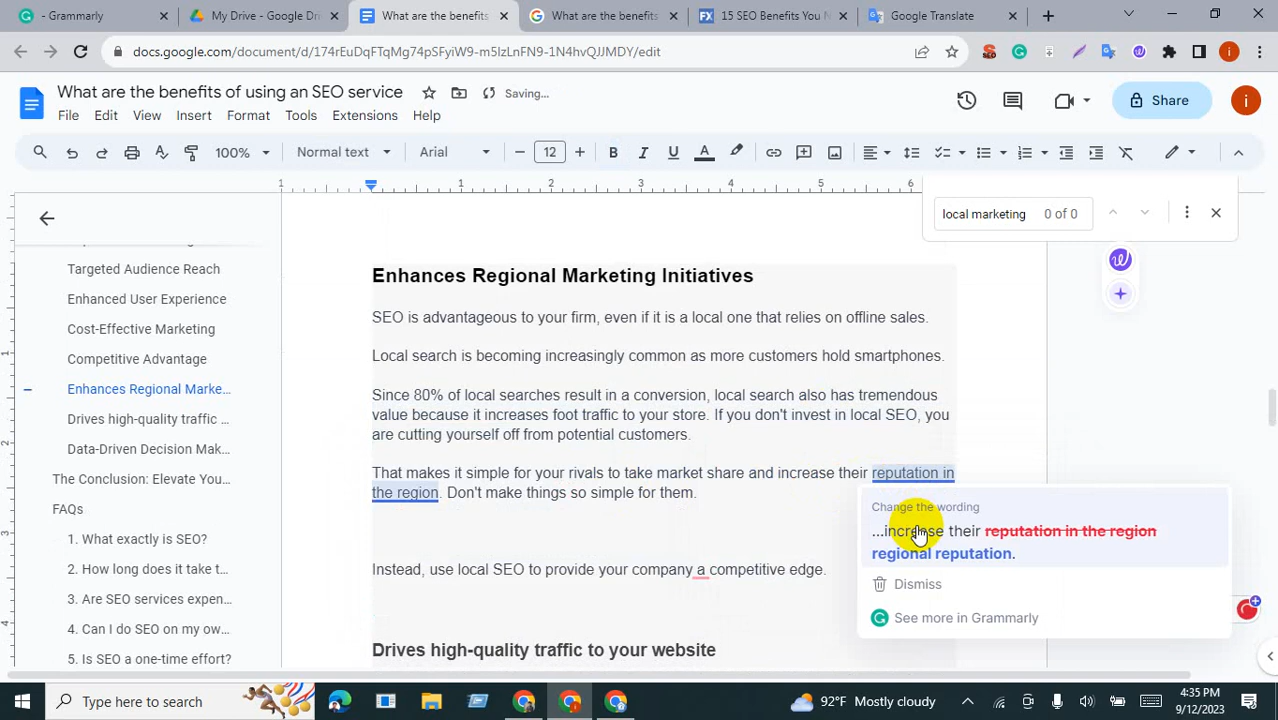 - Grammarly
My Drive - Google D
What are the benefits
What are the benefits
15 SEO Benefits You N
Google Translate
docs.google.com/document/d/174rEuDqFTqMg74pSFyiW9-m5IzLnFN9-1N4hvQJJMDY/edit
What are the benefits of using an SEO service
Saving...
File Edit View Insert Format Tools Extensions Help
Share
100% Normal text Arial 12
1 1 2 3 4 5 6
local marketing 0 of 0
Targeted Audience Reach
Enhanced User Experience
Cost-Effective Marketing
Competitive Advantage
Enhances Regional Marke...
Drives high-quality traffic ...
Data-Driven Decision Mak...
The Conclusion: Elevate You...
FAQs
1. What exactly is SEO?
2. How long does it take t...
3. Are SEO services expen...
4. Can I do SEO on my ow...
5. Is SEO a one-time effort?
Enhances Regional Marketing Initiatives
SEO is advantageous to your firm, even if it is a local one that relies on offline sales.
Local search is becoming increasingly common as more customers hold smartphones.
Since 80% of local searches result in a conversion, local search also has tremendous
value because it increases foot traffic to your store. If you don't invest in local SEO, you
are cutting yourself off from potential customers.
That makes it simple for your rivals to take market share and increase their reputation in
the region. Don't make things so simple for them.
Instead, use local SEO to provide your company a competitive edge.
Drives high-quality traffic to your website
Change the wording
...increase their reputation in the region
regional reputation.
Dismiss
See more in Grammarly
Type here to search
92°F Mostly cloudy
4:35 PM
9/12/2023